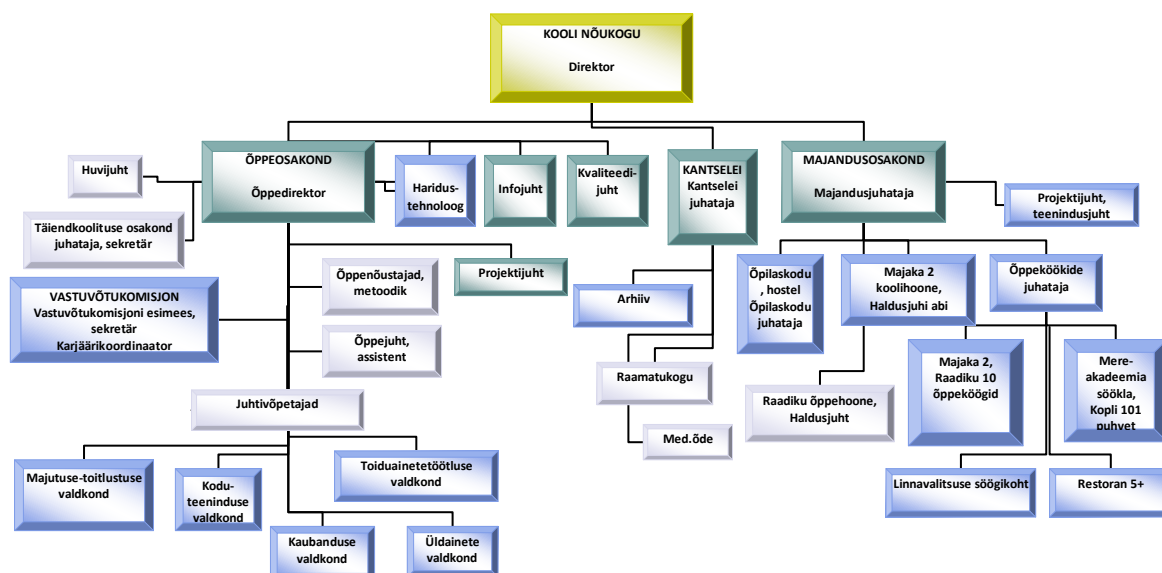 KOOLI NÕUKOGU
Direktor
Huvijuht
ÕPPEOSAKOND
Õppedirektor
Haridus-
tehnoloog
Infojuht
Kvaliteedi-
juht
KANTSELEI
Kantselei
juhataja
MAJANDUSOSAKOND
Majandusjuhataja
Projektijuht,
teenindusjuht
Täiendkoolituse osakond
juhataja, sekretär
VASTUVÕTUKOMISJON
Vastuvõtukomisjoni esimees,
sekretär
Karjäärikoordinaator
Õppenõustajad,
metoodik
Projektijuht
Õppejuht,
assistent
Arhiiv
Õpilaskodu
, hostel
Õpilaskodu
juhataja
Majaka 2
koolihoone,
Haldusjuhi abi
Õppeköökide
juhataja
Juhtivõpetajad
Raamatukogu
Med.õde
Raadiku õppehoone,
Haldusjuht
Majaka 2,
Raadiku 10
õppeköögid
Mere-
akadeemia
söökla,
Kopli 101
puhvet
Majutuse-toitlustuse
valdkond
Kodu-
teeninduse
valdkond
Toiduainetetöötluse
valdkond
Linnavalitsuse söögikoht
Restoran 5+
Kaubanduse
valdkond
Üldainete
valdkond